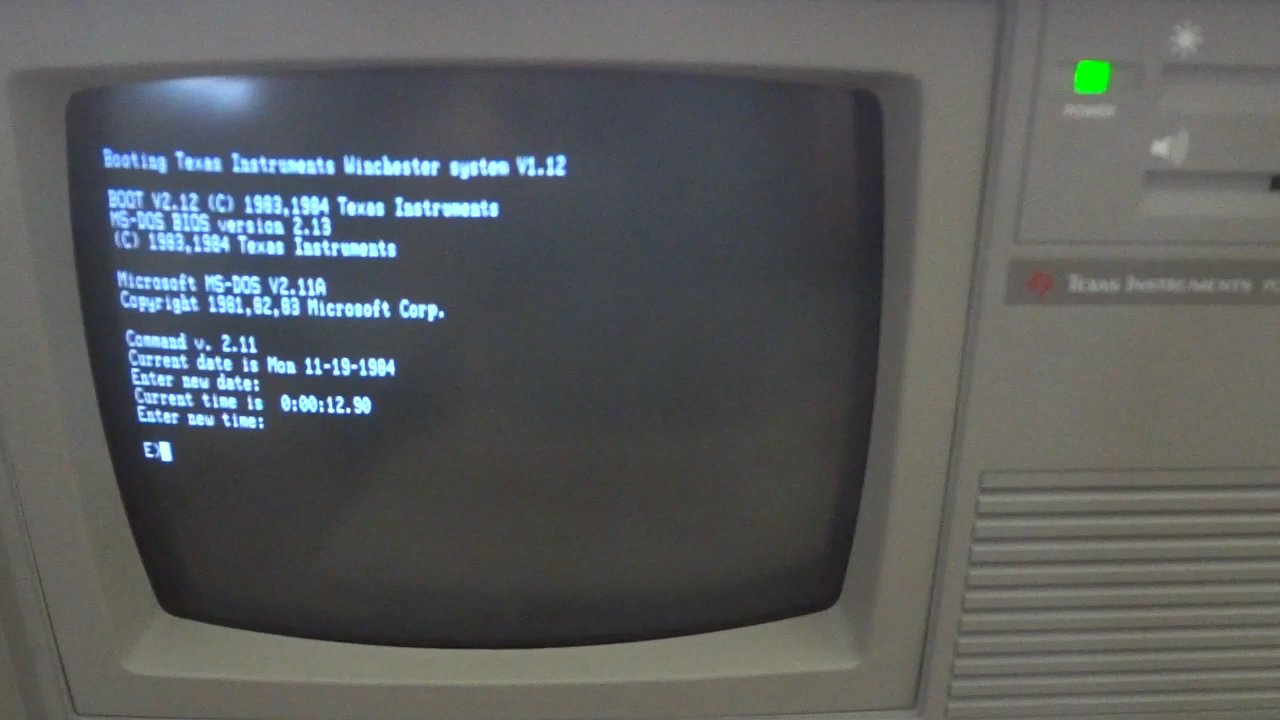 Booting Texas Instruments Winchester system V1.12
BOOT V2.12 (C) 1983,1984 Texas Instruments
MS-DOS BIOS version 2.13
(C) 1983,1984 Texas Instruments
Microsoft MS-DOS V2.11A
Copyright 1981,82,83 Microsoft Corp.
Command v. 2.11
Current date is Mon 11-19-1984
Enter new date:
Current time is  0:00:12.90
Enter new time:
E>
POWER
TEXAS INSTRUMENTS